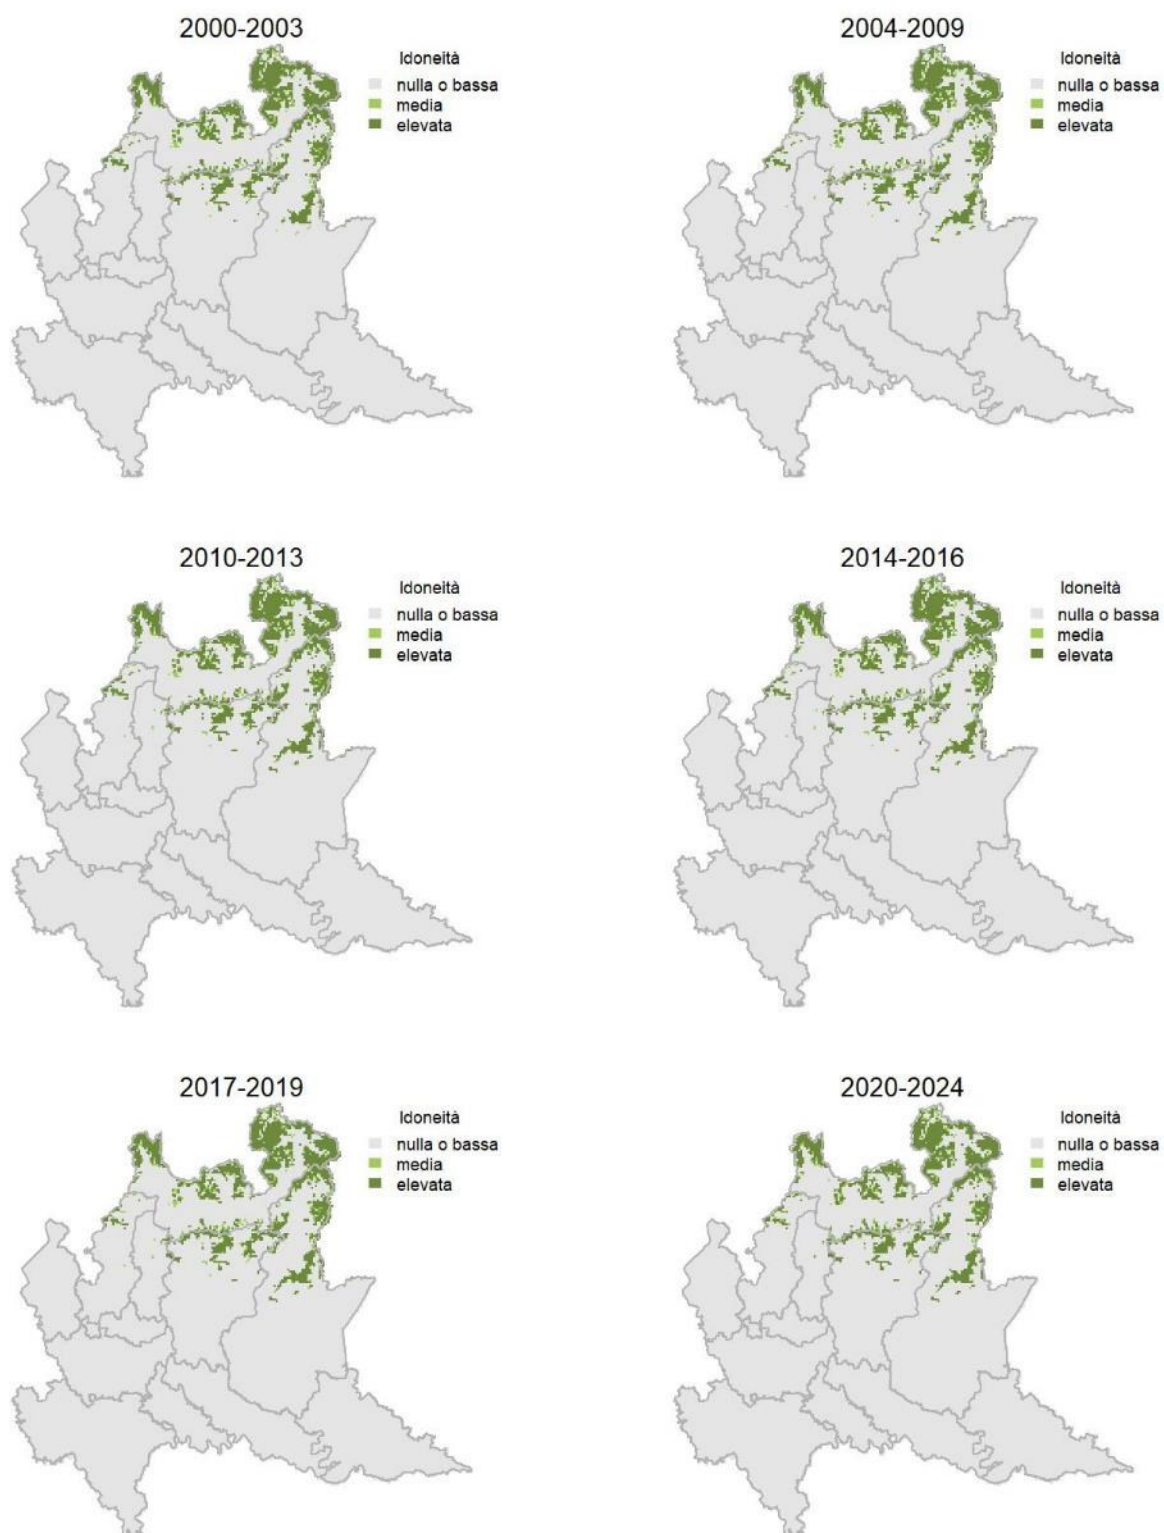 2000-2003
Idoneità
nulla o bassa
media
elevata
2004-2009
Idoneità
nulla o bassa
media
elevata
2010-2013
Idoneità
nulla o bassa
media
elevata
2014-2016
Idoneità
nulla o bassa
media
elevata
2017-2019
Idoneità
nulla o bassa
media
elevata
2020-2024
Idoneità
nulla o bassa
media
elevata